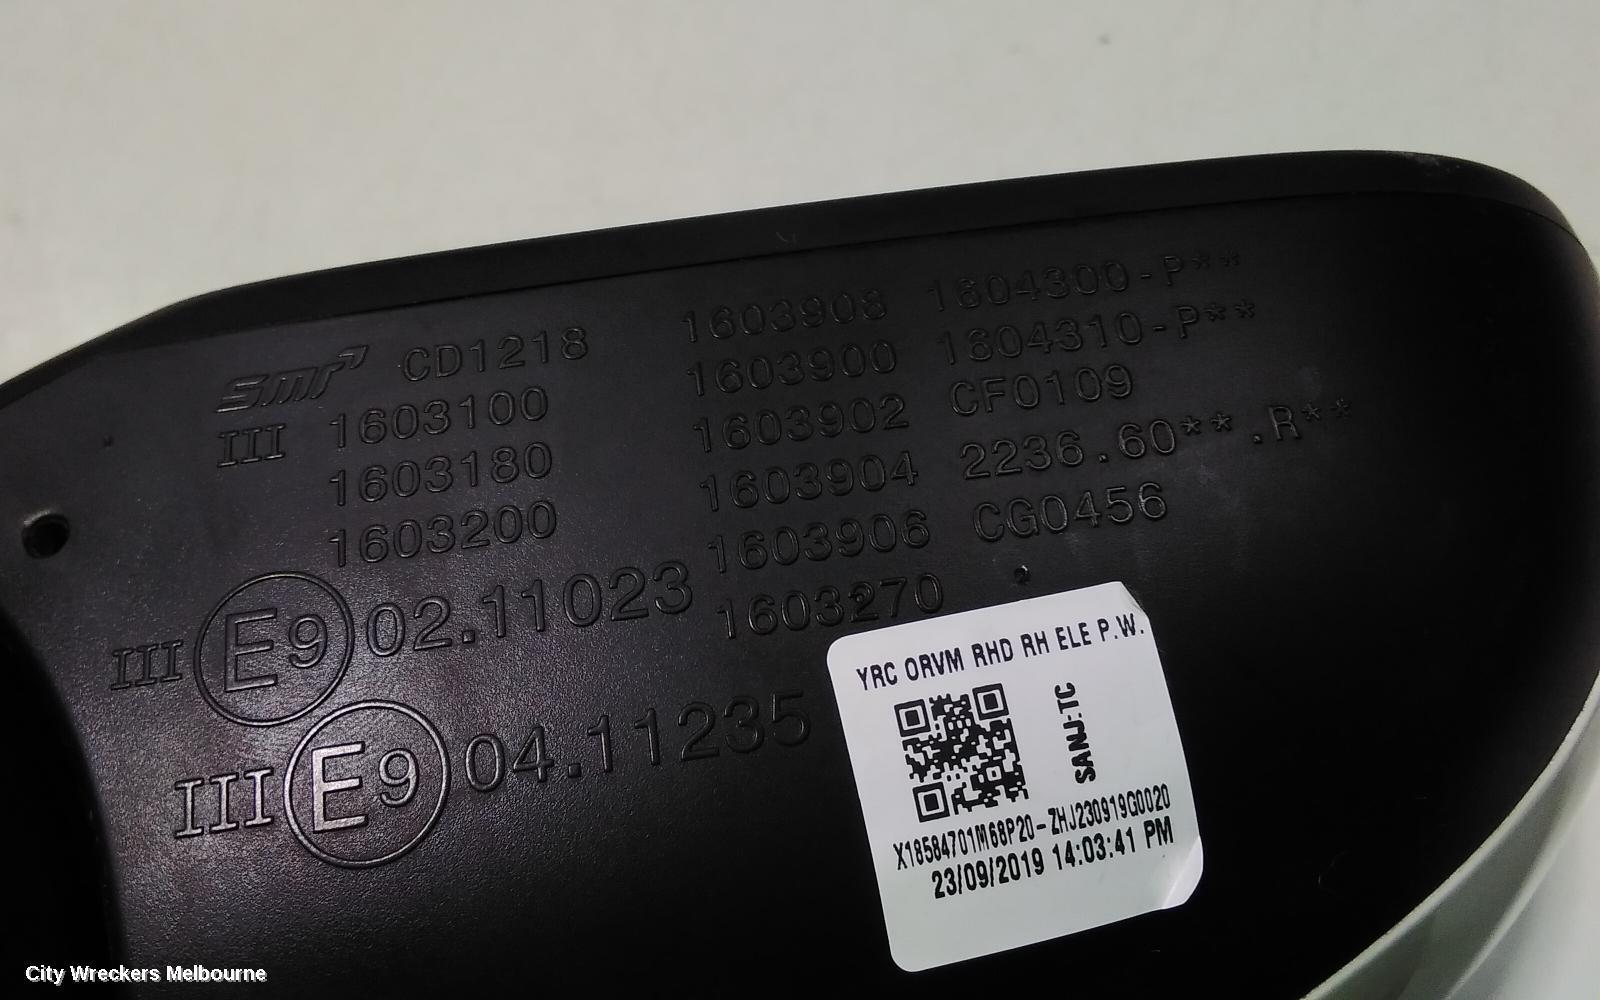 smr CD1218
III 1603100
1603180
1603200
1603908 1604300-P**
1603900 1604310-P**
1603902 CF0109
1603904 2236.60**.R**
1603906 CG0456
1603270
III E9 02.11023
III E9 04.11235
YRC ORVM RHD RH ELE P.W.
SANJ:TC
X18584701M68P20-ZHJ230919G0020
23/09/2019 14:03:41 PM
City Wreckers Melbourne